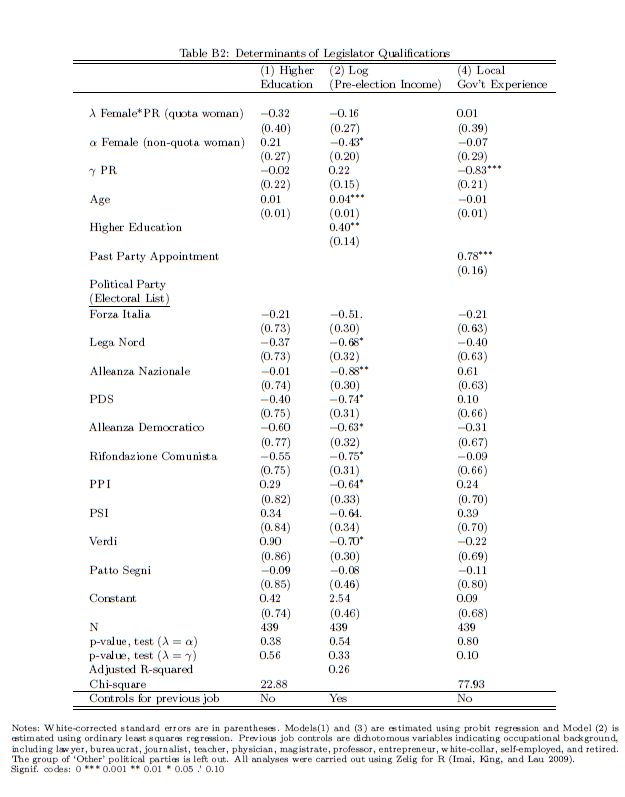 Table B2: Determinants of Legislator Qualifications
(1) Higher (2) Log (4) Local
Education (Pre-election Income) Gov't Experience
λ Female*PR (quota woman) −0.32 −0.16 0.01
(0.40) (0.27) (0.39)
α Female (non-quota woman) 0.21 −0.43* −0.07
(0.27) (0.20) (0.29)
γ PR −0.02 0.22 −0.83***
(0.22) (0.15) (0.21)
Age 0.01 0.04*** −0.01
(0.01) (0.01) (0.01)
Higher Education 0.40**
(0.14)
Past Party Appointment 0.78***
(0.16)
Political Party
(Electoral List)
Forza Italia −0.21 −0.51. −0.21
(0.73) (0.30) (0.63)
Lega Nord −0.37 −0.68* −0.40
(0.73) (0.32) (0.63)
Alleanza Nazionale −0.01 −0.88** 0.61
(0.74) (0.30) (0.63)
PDS −0.40 −0.74* 0.10
(0.75) (0.31) (0.66)
Alleanza Democratico −0.60 −0.63* −0.31
(0.77) (0.32) (0.67)
Rifondazione Comunista −0.55 −0.75* −0.09
(0.75) (0.31) (0.66)
PPI 0.29 −0.64* 0.24
(0.82) (0.33) (0.70)
PSI 0.34 −0.64. 0.39
(0.84) (0.34) (0.70)
Verdi 0.90 −0.70* −0.22
(0.86) (0.30) (0.69)
Patto Segni −0.09 −0.08 −0.11
(0.85) (0.46) (0.80)
Constant 0.42 2.54 0.09
(0.74) (0.46) (0.68)
N 439 439 439
p-value, test (λ = α) 0.38 0.54 0.80
p-value, test (λ = γ) 0.56 0.33 0.10
Adjusted R-squared 0.26
Chi-square 22.88 77.93
Controls for previous job No Yes No
Notes: White-corrected standard errors are in parentheses. Models(1) and (3) are estimated using probit regression and Model (2) is
estimated using ordinary least squares regression. Previous job controls are dichotomous variables indicating occupational background,
including lawyer, bureaucrat, journalist, teacher, physician, magistrate, professor, entrepreneur, white-collar, self-employed, and retired.
The group of 'Other' political parties is left out. All analyses were carried out using Zelig for R (Imai, King, and Lau 2009).
Signif. codes: 0 *** 0.001 ** 0.01 * 0.05 .' 0.10